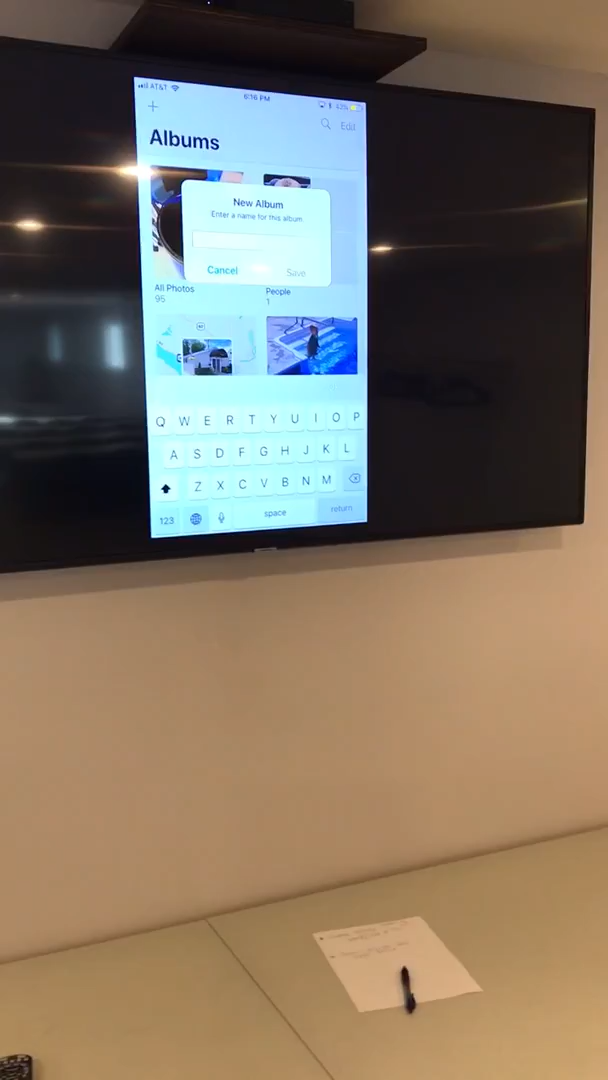 AT&T
6:16 PM
62%
+
Edit
Albums
New Album
Enter a name for this album.
Cancel
Save
All Photos
95
People
1
Q W E R T Y U I O P
A S D F G H J K L
Z X C V B N M
123
space
return